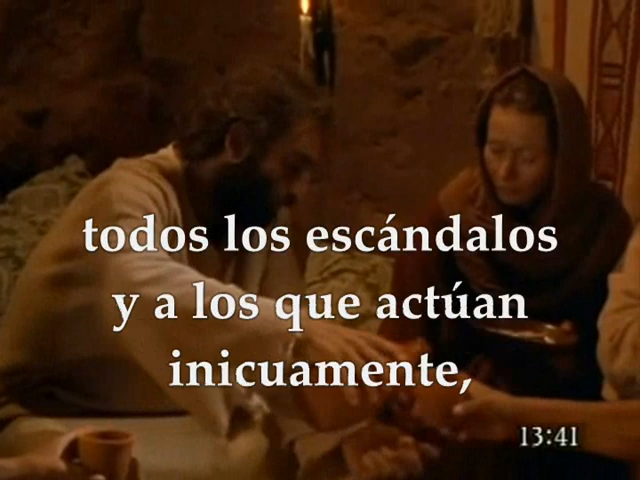 todos los escándalos
y a los que actúan
inicuamente,
13:41